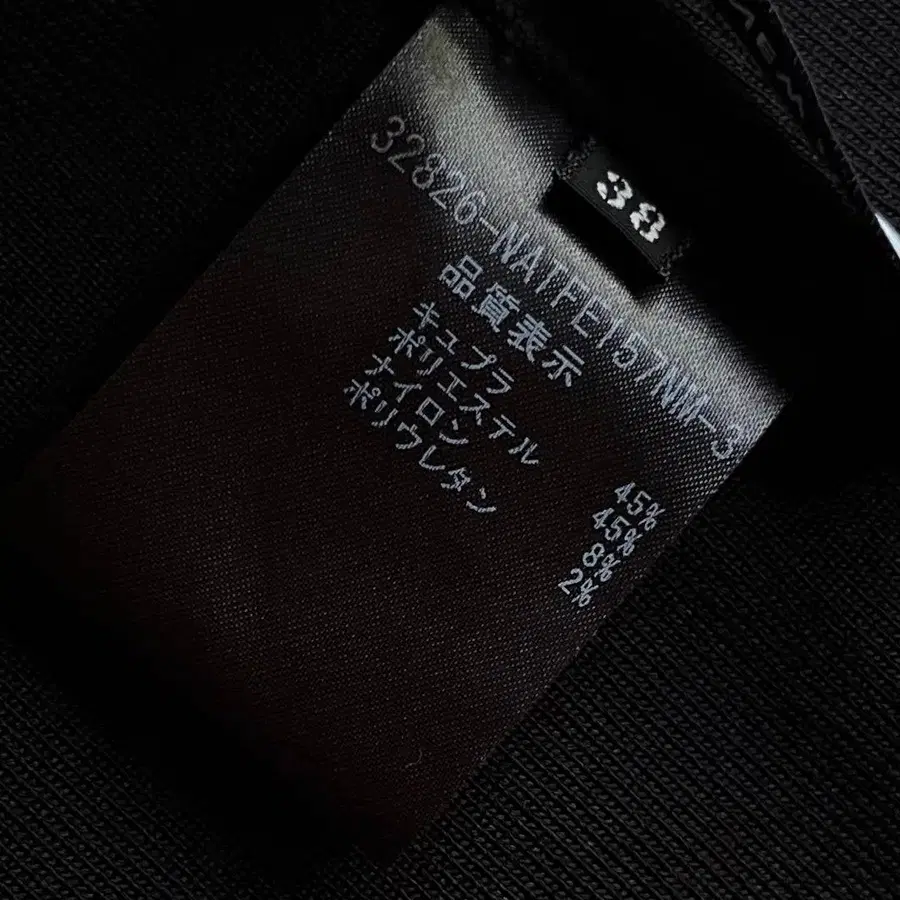 38
32826-NATFE157NM-3
品質表示
キュプラ 45%
ポリエステル 45%
ナイロン 8%
ポリウレタン 2%